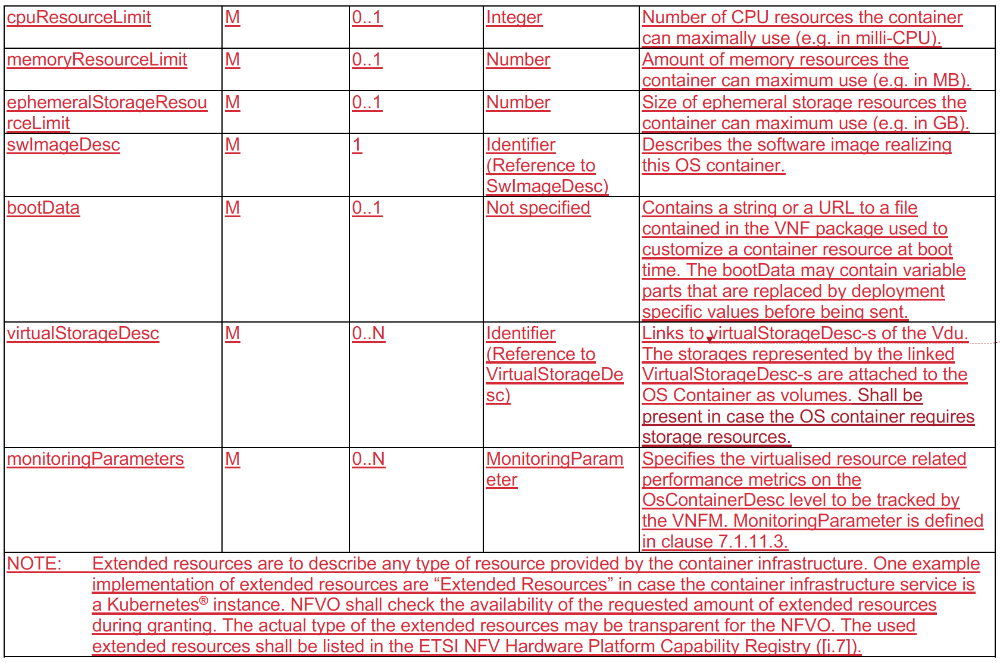 cpuResourceLimit M 0..1 Integer Number of CPU resources the container
can maximally use (e.g. in milli-CPU).
memoryResourceLimit M 0..1 Number Amount of memory resources the
container can maximum use (e.g. in MB).
ephemeralStorageResou M 0..1 Number Size of ephemeral storage resources the
rceLimit container can maximum use (e.g. in GB).
swImageDesc M 1 Identifier Describes the software image realizing
(Reference to this OS container.
SwImageDesc)
bootData M 0..1 Not specified Contains a string or a URL to a file
contained in the VNF package used to
customize a container resource at boot
time. The bootData may contain variable
parts that are replaced by deployment
specific values before being sent.
virtualStorageDesc M 0..N Identifier Links to virtualStorageDesc-s of the Vdu.
(Reference to The storages represented by the linked
VirtualStorageDe VirtualStorageDesc-s are attached to the
sc) OS Container as volumes. Shall be
present in case the OS container requires
storage resources.
monitoringParameters M 0..N MonitoringParam Specifies the virtualised resource related
eter performance metrics on the
OsContainerDesc level to be tracked by
the VNFM. MonitoringParameter is defined
in clause 7.1.11.3.
NOTE: Extended resources are to describe any type of resource provided by the container infrastructure. One example
implementation of extended resources are “Extended Resources” in case the container infrastructure service is
a Kubernetes® instance. NFVO shall check the availability of the requested amount of extended resources
during granting. The actual type of the extended resources may be transparent for the NFVO. The used
extended resources shall be listed in the ETSI NFV Hardware Platform Capability Registry ([i.7]).